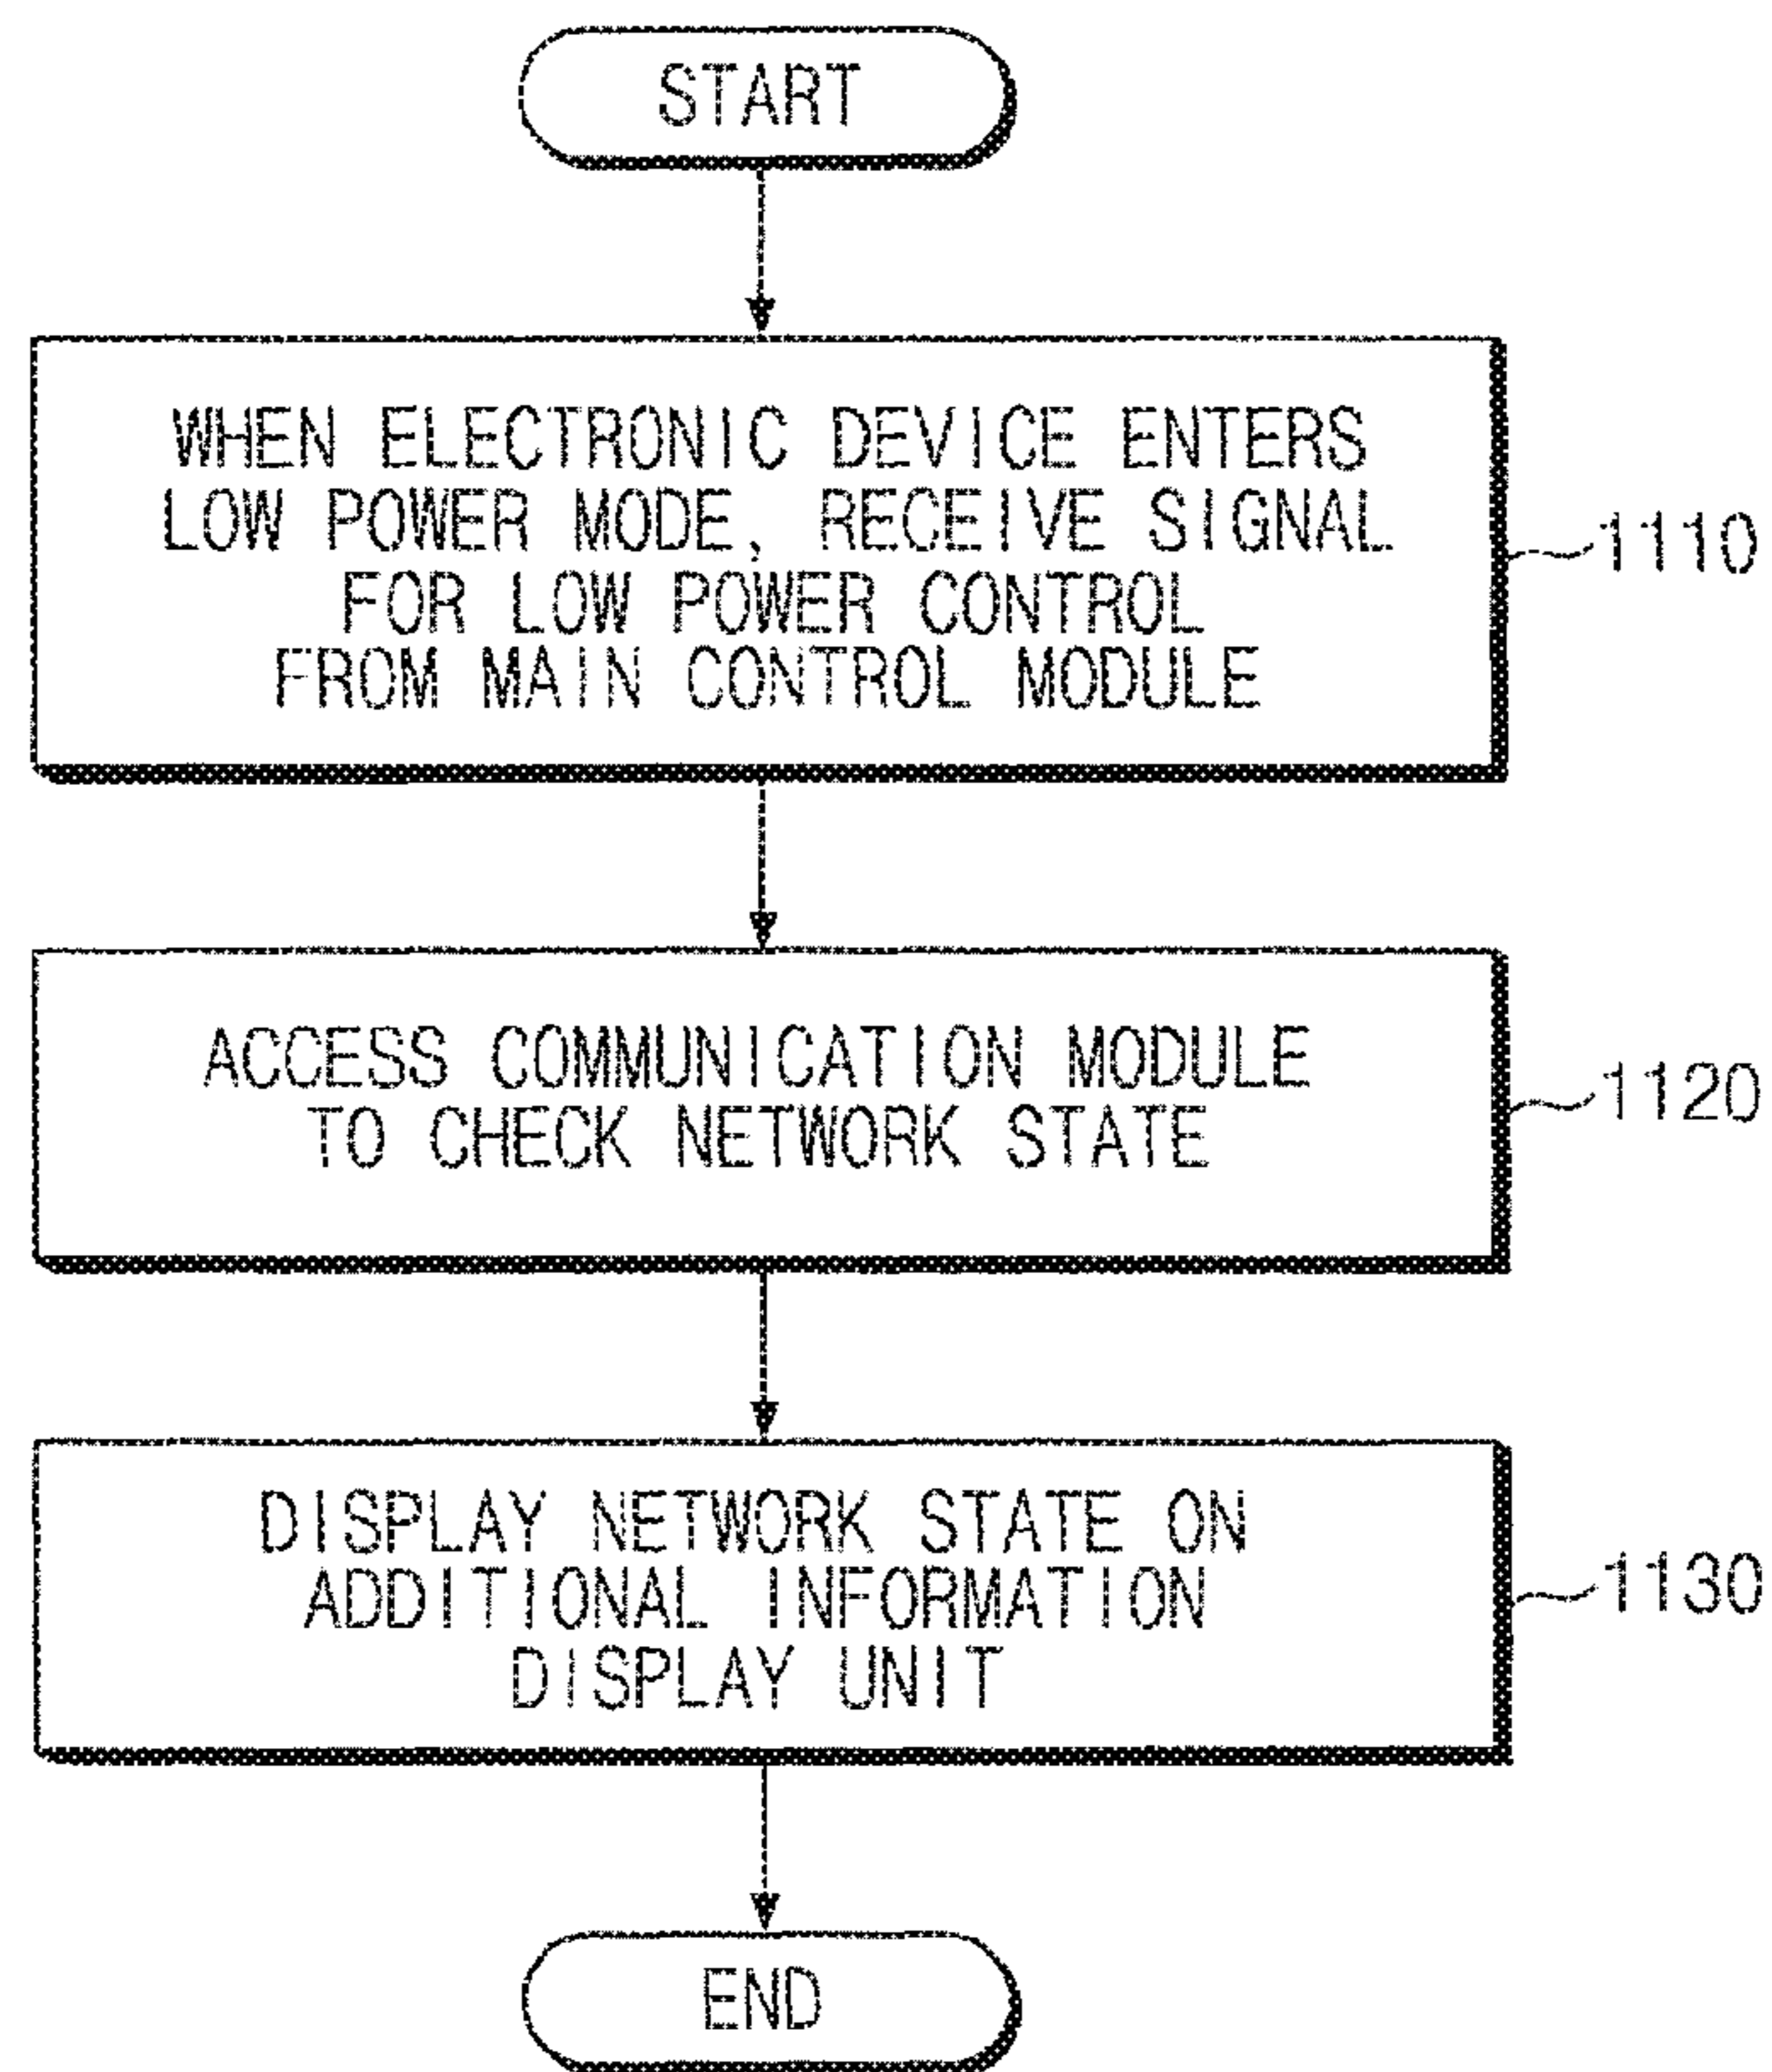 START
WHEN ELECTRONIC DEVICE ENTERS
LOW POWER MODE, RECEIVE SIGNAL
FOR LOW POWER CONTROL
FROM MAIN CONTROL MODULE
1110
ACCESS COMMUNICATION MODULE
TO CHECK NETWORK STATE
1120
DISPLAY NETWORK STATE ON
ADDITIONAL INFORMATION
DISPLAY UNIT
1130
END